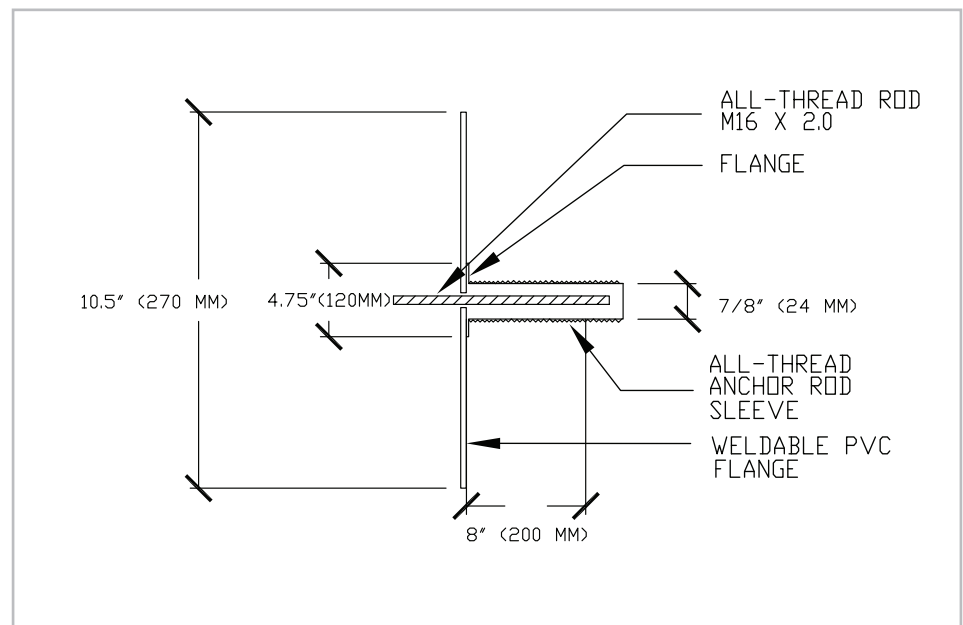 ALL-THREAD ROD
M16 X 2.0
FLANGE
10.5" (270 MM)
4.75"(120MM)
7/8" (24 MM)
ALL-THREAD
ANCHOR ROD
SLEEVE
WELDABLE PVC
FLANGE
8" (200 MM)